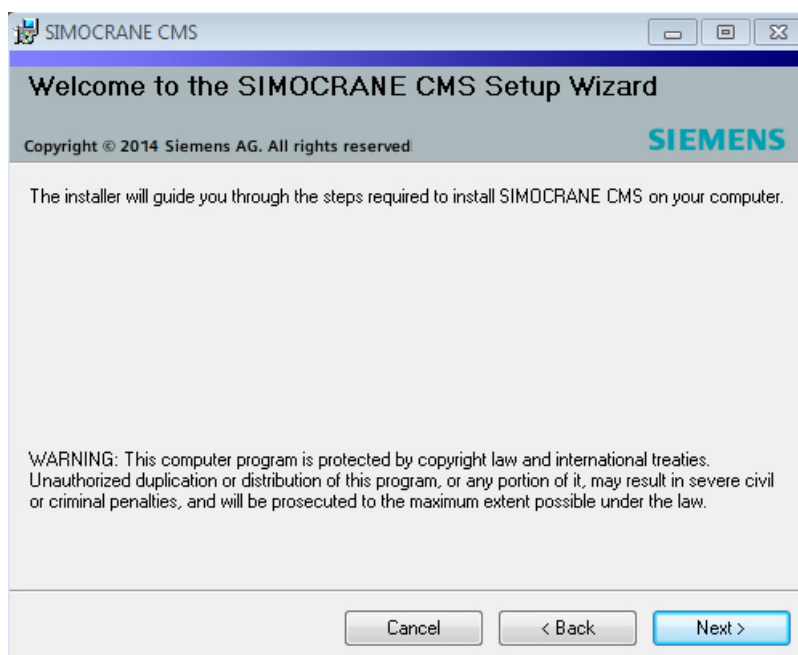 SIMOCRANE CMS
Welcome to the SIMOCRANE CMS Setup Wizard
Copyright © 2014 Siemens AG. All rights reserved
SIEMENS
The installer will guide you through the steps required to install SIMOCRANE CMS on your computer.
WARNING: This computer program is protected by copyright law and international treaties.
Unauthorized duplication or distribution of this program, or any portion of it, may result in severe civil
or criminal penalties, and will be prosecuted to the maximum extent possible under the law.
Cancel
< Back
Next >